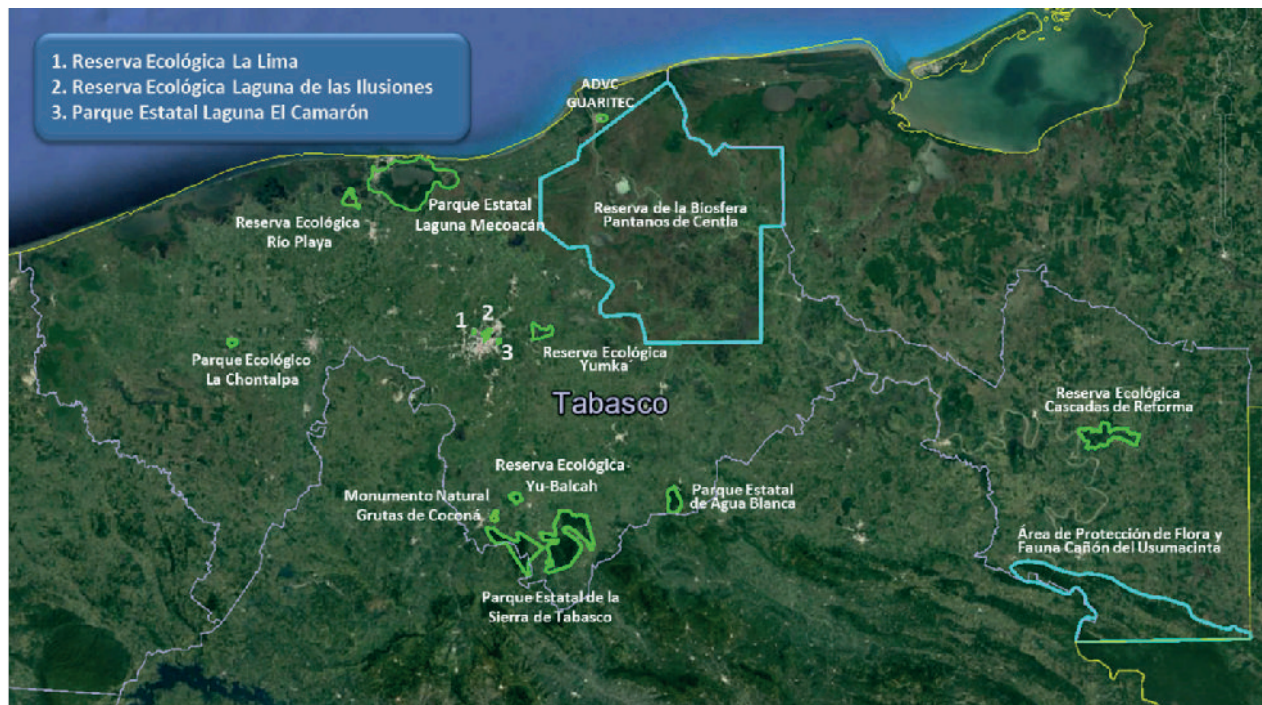 1. Reserva Ecológica La Lima
2. Reserva Ecológica Laguna de las Ilusiones
3. Parque Estatal Laguna El Camarón
ADVC
GUARITEC
Parque Estatal
Laguna Mecoacán
Reserva Ecológica
Río Playa
Reserva de la Biosfera
Pantanos de Centla
1
2
3
Reserva Ecológica
Yumka
Parque Ecológico
La Chontalpa
Tabasco
Reserva Ecológica
Cascadas de Reforma
Reserva Ecológica
Yu-Balcah
Monumento Natural
Grutas de Coconá
Parque Estatal
de Agua Blanca
Área de Protección de Flora y
Fauna Cañón del Usumacinta
Parque Estatal de la
Sierra de Tabasco